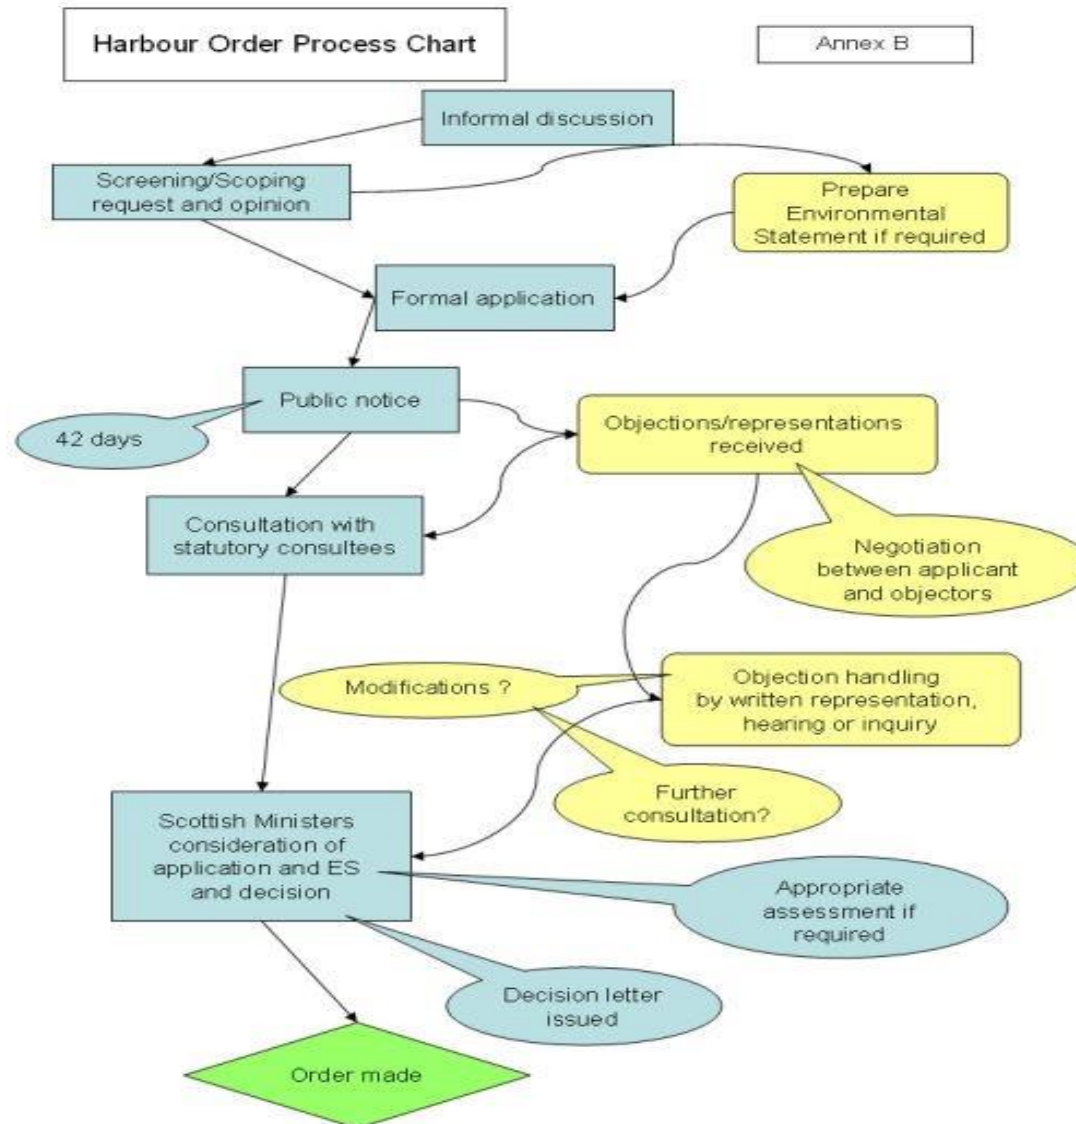 Harbour Order Process Chart
Annex B
Informal discussion
Screening/Scoping
request and opinion
Prepare
Environmental
Statement if required
Formal application
Public notice
42 days
Objections/representations
received
Consultation with
statutory consultees
Negotiation
between applicant
and objectors
Modifications ?
Objection handling
by written representation,
hearing or inquiry
Further
consultation?
Scottish Ministers
consideration of
application and ES
and decision
Appropriate
assessment if
required
Decision letter
issued
Order made